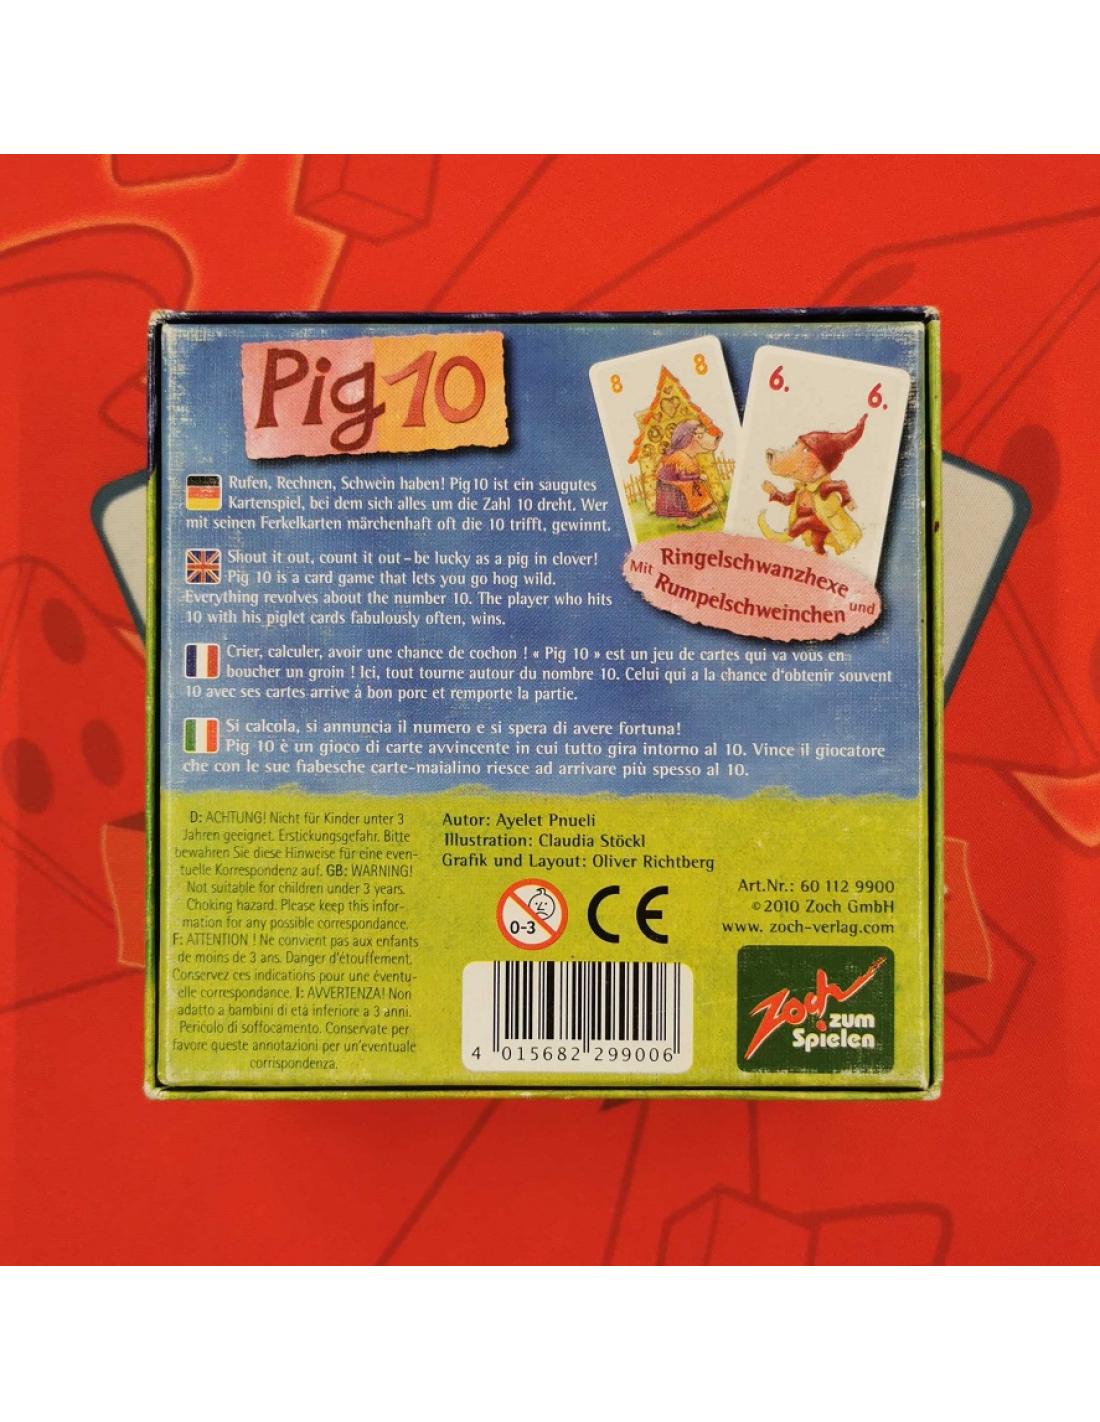 Pig 10
8
8
6.
6.
Rufen, Rechnen, Schwein haben! Pig 10 ist ein saugutes
Kartenspiel, bei dem sich alles um die Zahl 10 dreht. Wer
mit seinen Ferkelkarten märchenhaft oft die 10 trifft, gewinnt.
Mit Ringelschwanzhexe und
Rumpelschweinchen
Shout it out, count it out – be lucky as a pig in clover!
Pig 10 is a card game that lets you go hog wild.
Everything revolves about the number 10. The player who hits
10 with his piglet cards fabulously often, wins.
Crier, calculer, avoir une chance de cochon ! « Pig 10 » est un jeu de cartes qui va vous en
boucher un groin ! Ici, tout tourne autour du nombre 10. Celui qui a la chance d'obtenir souvent
10 avec ses cartes arrive à bon porc et remporte la partie.
Si calcola, si annuncia il numero e si spera di avere fortuna!
Pig 10 è un gioco di carte avvincente in cui tutto gira intorno al 10. Vince il giocatore
che con le sue fiabesche carte-maialino riesce ad arrivare più spesso al 10.
D: ACHTUNG! Nicht für Kinder unter 3
Jahren geeignet. Erstickungsgefahr. Bitte
bewahren Sie diese Hinweise für eine even-
tuelle Korrespondenz auf. GB: WARNING!
Not suitable for children under 3 years.
Choking hazard. Please keep this infor-
mation for any possible correspondance.
F: ATTENTION ! Ne convient pas aux enfants
de moins de 3 ans. Danger d'étouffement.
Conservez ces indications pour une éventu-
elle correspondance. I: AVVERTENZA! Non
adatto a bambini di età inferiore a 3 anni.
Pericolo di soffocamento. Conservate per
favore queste annotazioni per un'eventuale
corrispondenza.
Autor: Ayelet Pnueli
Illustration: Claudia Stöckl
Grafik und Layout: Oliver Richtberg
0-3
CE
Art.Nr.: 60 112 9900
©2010 Zoch GmbH
www. zoch-verlag.com
4 015682 299006
Zoch
zum
Spielen